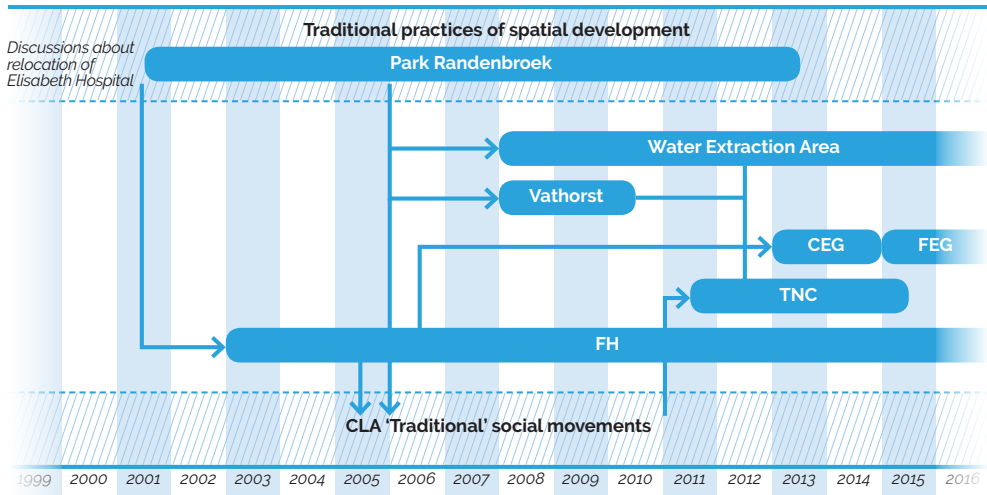 Traditional practices of spatial development
Discussions about
relocation of
Elisabeth Hospital
Park Randenbroek
Water Extraction Area
Vathorst
CEG
FEG
TNC
FH
CLA ‘Traditional’ social movements
1999 2000 2001 2002 2003 2004 2005 2006 2007 2008 2009 2010 2011 2012 2013 2014 2015 2016